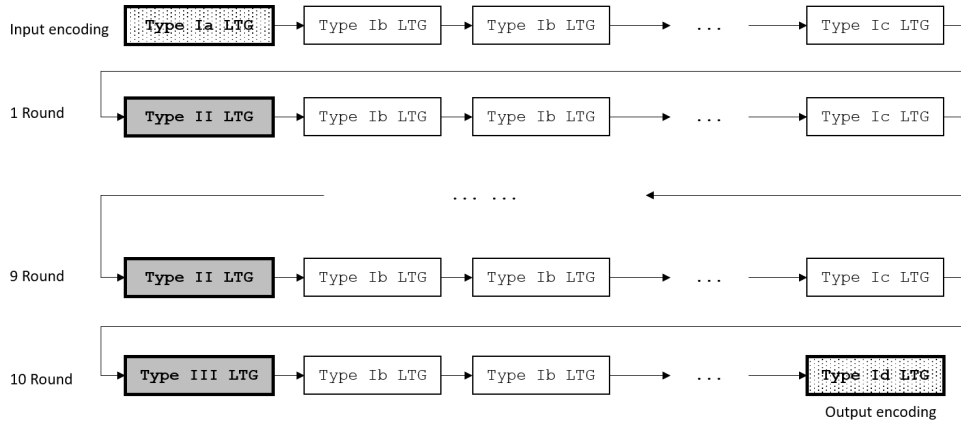 Input encoding Type Ia LTG Type Ib LTG Type Ib LTG ... Type Ic LTG
1 Round Type II LTG Type Ib LTG Type Ib LTG ... Type Ic LTG
... ...
9 Round Type II LTG Type Ib LTG Type Ib LTG ... Type Ic LTG
10 Round Type III LTG Type Ib LTG Type Ib LTG ... Type Id LTG
Output encoding